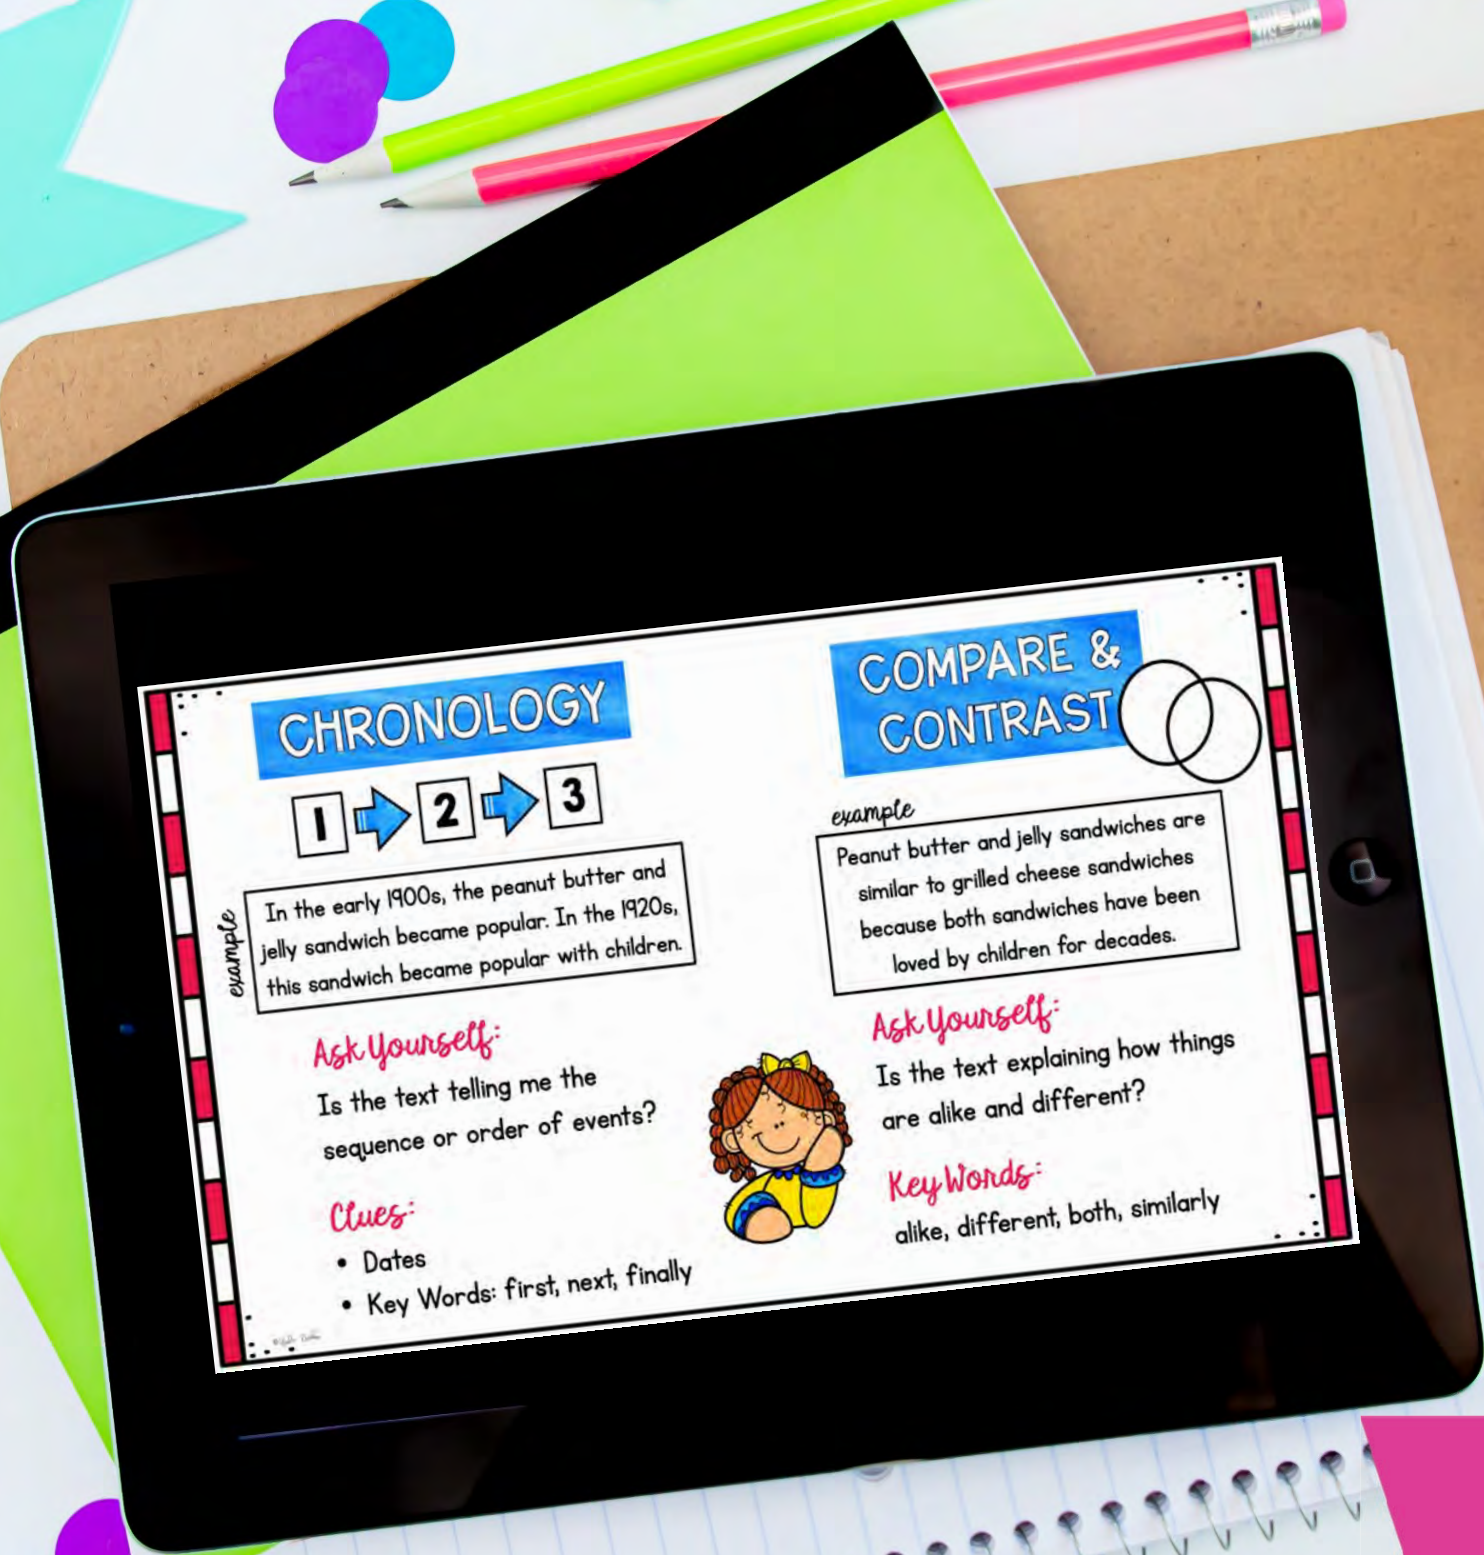 CHRONOLOGY
1 2 3
example
In the early 1900s, the peanut butter and
jelly sandwich became popular. In the 1920s,
this sandwich became popular with children.
Ask Yourself:
Is the text telling me the
sequence or order of events?
Clues:
• Dates
• Key Words: first, next, finally
COMPARE &
CONTRAST
example
Peanut butter and jelly sandwiches are
similar to grilled cheese sandwiches
because both sandwiches have been
loved by children for decades.
Ask Yourself:
Is the text explaining how things
are alike and different?
Key Words:
alike, different, both, similarly